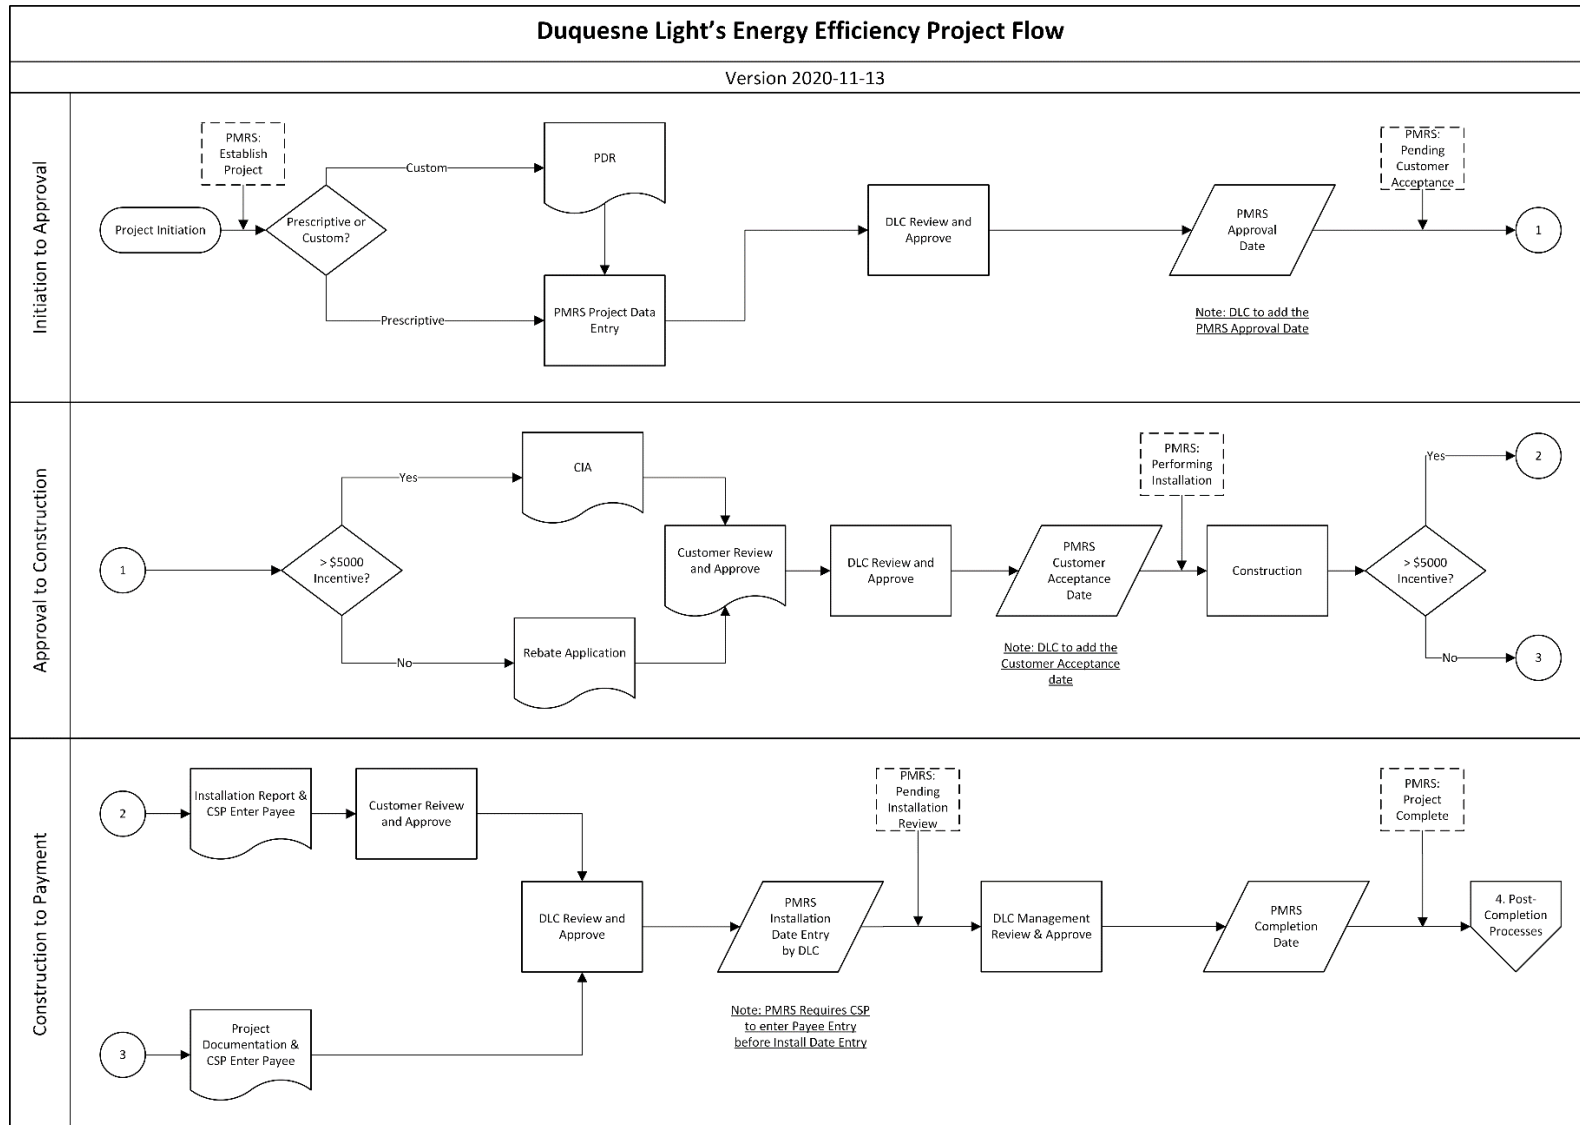 Duquesne Light's Energy Efficiency Project Flow
Version 2020-11-13
Initiation to Approval
PMRS:
Establish
Project
Project Initiation
Prescriptive or
Custom?
Custom
Prescriptive
PDR
PMRS Project Data
Entry
DLC Review and
Approve
PMRS
Approval
Date
Note: DLC to add the
PMRS Approval Date
PMRS:
Pending
Customer
Acceptance
1
Approval to Construction
1
> $5000
Incentive?
Yes
No
CIA
Rebate Application
Customer Review
and Approve
DLC Review and
Approve
PMRS
Customer
Acceptance
Date
Note: DLC to add the
Customer Acceptance
date
PMRS:
Performing
Installation
Construction
> $5000
Incentive?
Yes
No
2
3
Construction to Payment
2
Installation Report &
CSP Enter Payee
Customer Reivew
and Approve
3
Project
Documentation &
CSP Enter Payee
DLC Review and
Approve
PMRS
Installation
Date Entry
by DLC
Note: PMRS Requires CSP
to enter Payee Entry
before Install Date Entry
PMRS:
Pending
Installation
Review
DLC Management
Review & Approve
PMRS
Completion
Date
PMRS:
Project
Complete
4. Post-
Completion
Processes